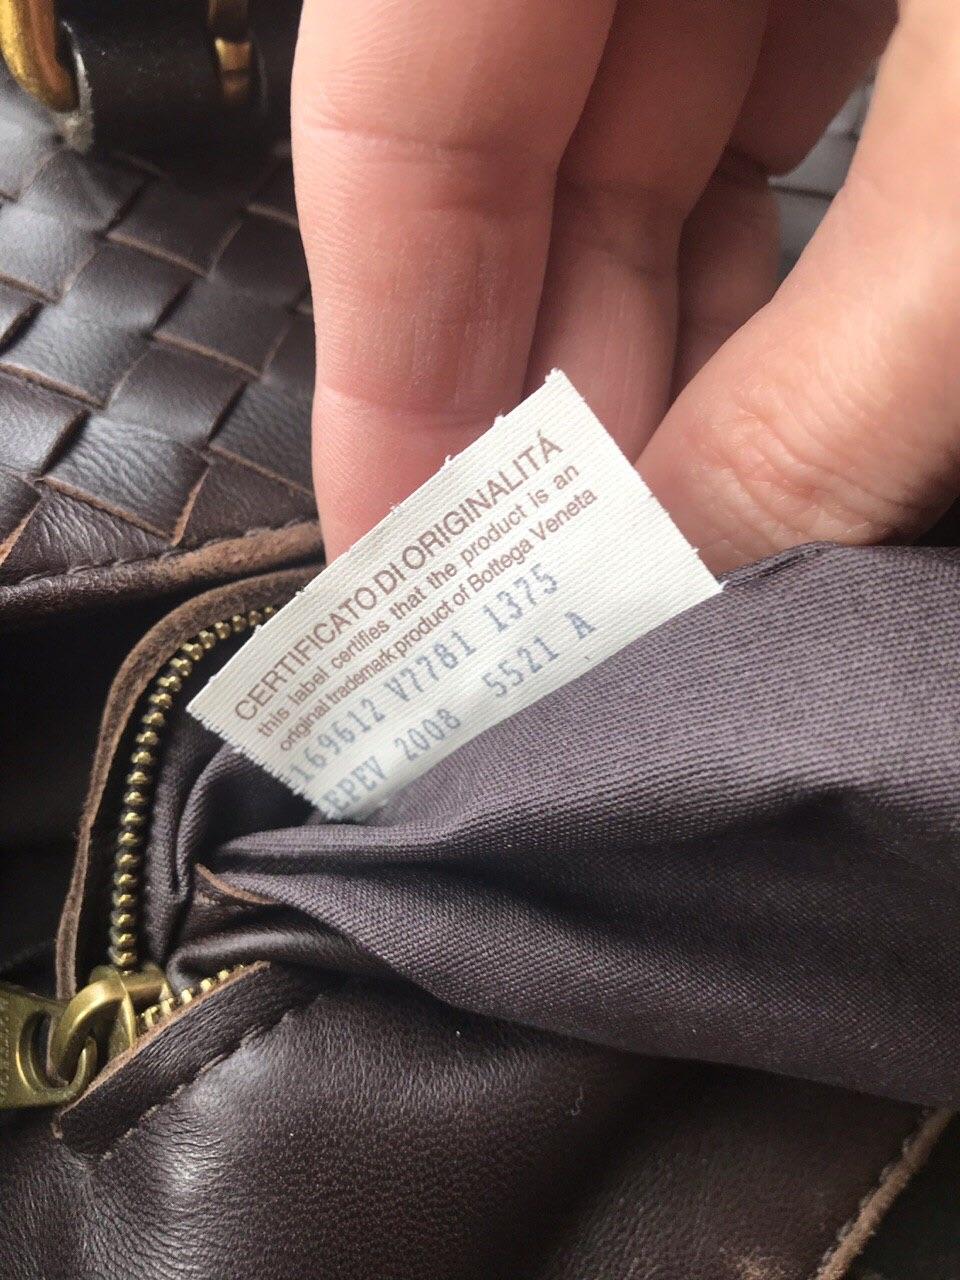 CERTIFICATO DI ORIGINALITÁ
this label certifies that the product is an
original trademark product of Bottega Veneta
169612 V7781 1375
EPEV 2008 5521 A